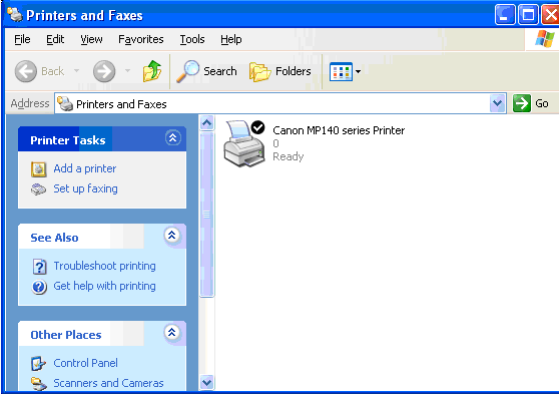 Printers and Faxes
File Edit View Favorites Tools Help
Back Search Folders
Address Printers and Faxes Go
Printer Tasks
Add a printer
Set up faxing
See Also
Troubleshoot printing
Get help with printing
Other Places
Control Panel
Scanners and Cameras
Canon MP140 series Printer
0
Ready